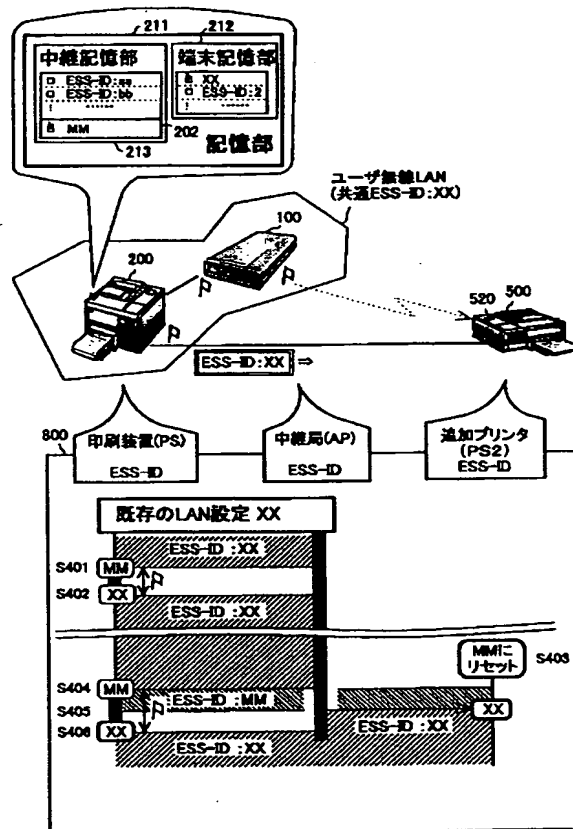 211
212
中継記憶部
端末記憶部
ESS-ID:aa
ESS-ID:bb
XX
ESS-ID:2
MM
202
記憶部
213
ユーザ無線LAN
(共通ESS-ID:XX)
100
200
520
500
ESS-ID:XX ⇒
800
印刷装置(PS)
ESS-ID
中継局(AP)
ESS-ID
追加プリンタ
(PS2)
ESS-ID
既存のLAN設定 XX
ESS-ID :XX
S401 MM
S402 XX
ESS-ID :XX
MMに
リセット
S403
S404 MM
ESS-ID :MM
S405
XX
ESS-ID :XX
S406 XX
ESS-ID :XX